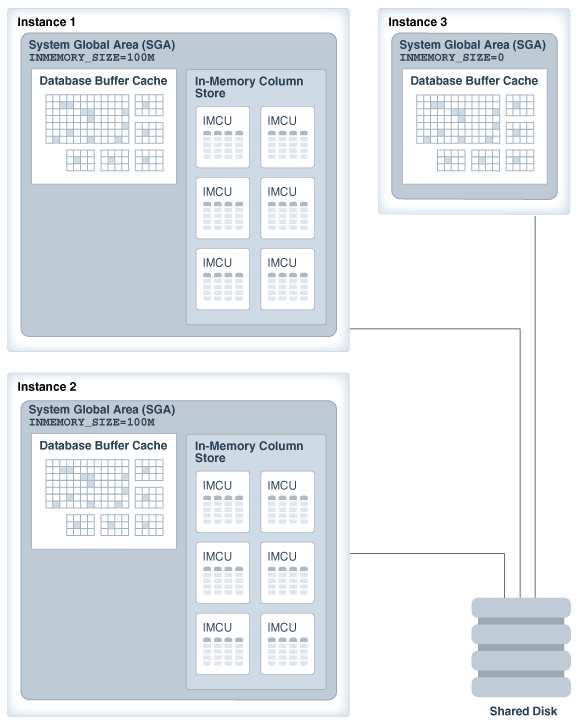 Instance 1
System Global Area (SGA)
INMEMORY_SIZE=100M
Database Buffer Cache
In-Memory Column
Store
IMCU
IMCU
IMCU
IMCU
IMCU
IMCU
Instance 3
System Global Area (SGA)
INMEMORY_SIZE=0
Database Buffer Cache
Instance 2
System Global Area (SGA)
INMEMORY_SIZE=100M
Database Buffer Cache
In-Memory Column
Store
IMCU
IMCU
IMCU
IMCU
IMCU
IMCU
Shared Disk